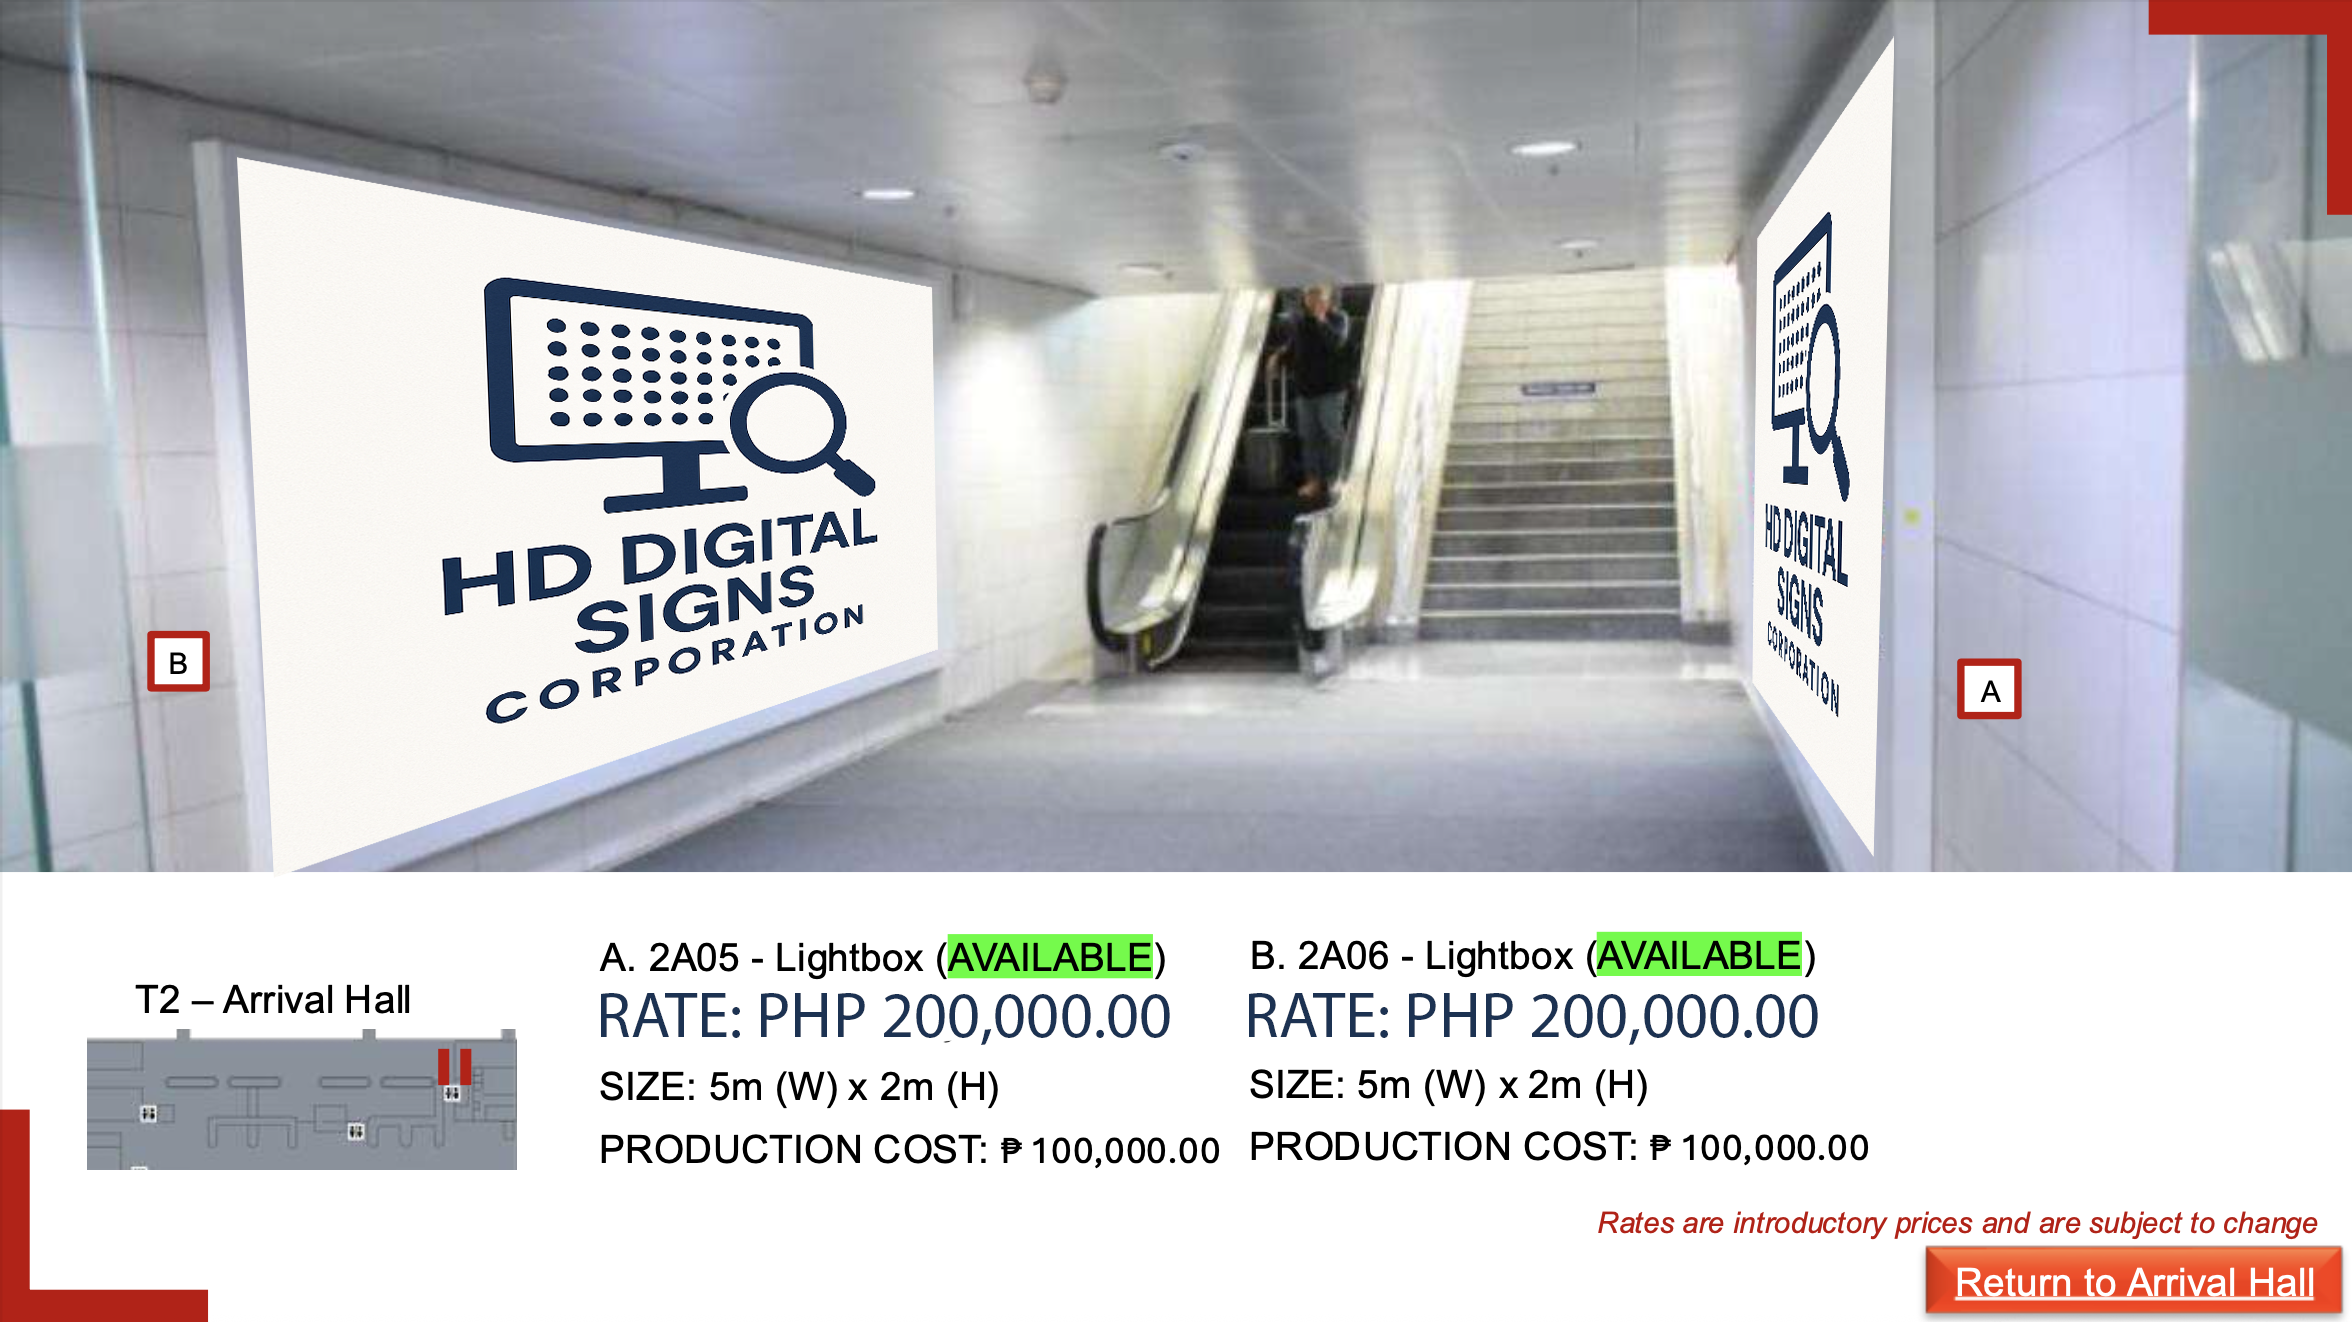 HD DIGITAL
SIGNS
CORPORATION
HD DIGITAL
SIGNS
CORPORATION
B
A
T2 – Arrival Hall
A. 2A05 - Lightbox (AVAILABLE)
RATE: PHP 200,000.00
SIZE: 5m (W) x 2m (H)
PRODUCTION COST: ₱ 100,000.00
B. 2A06 - Lightbox (AVAILABLE)
RATE: PHP 200,000.00
SIZE: 5m (W) x 2m (H)
PRODUCTION COST: ₱ 100,000.00
Rates are introductory prices and are subject to change
Return to Arrival Hall